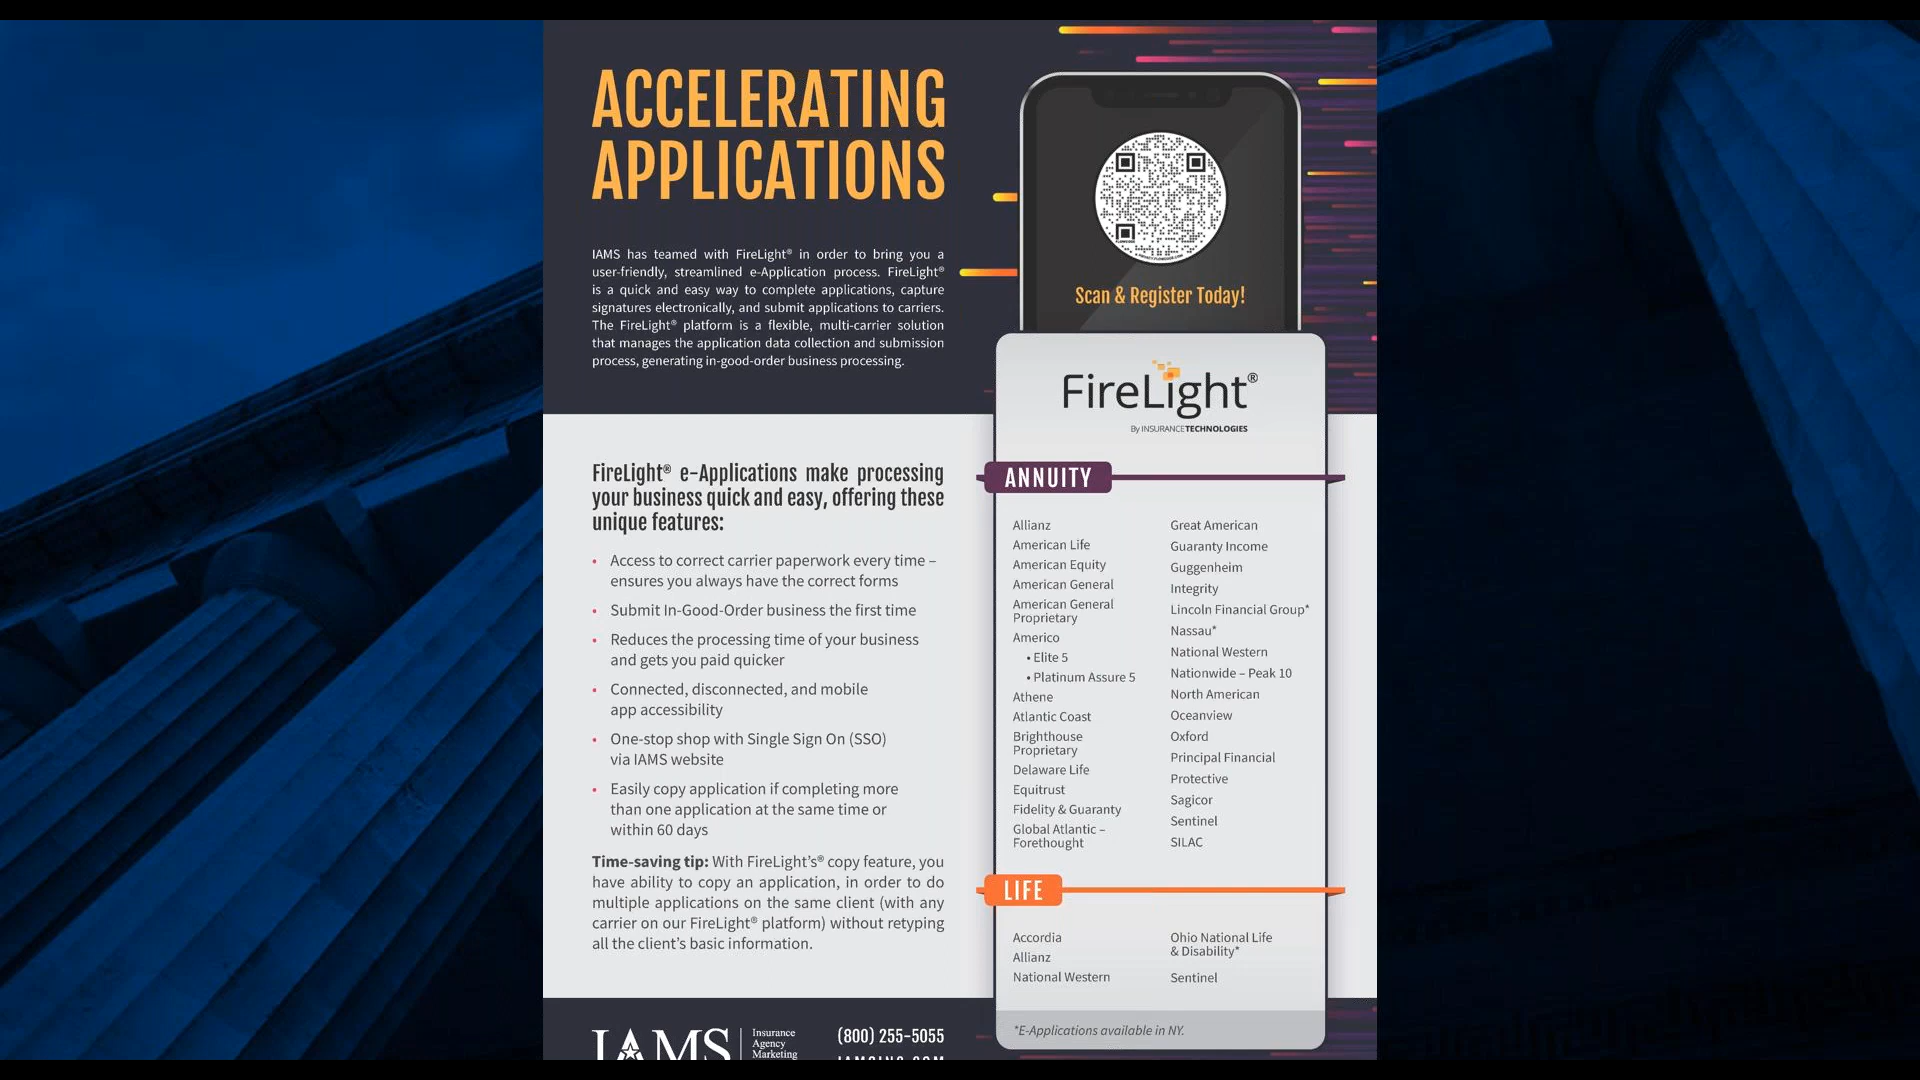 ACCELERATING
APPLICATIONS
IAMS has teamed with FireLight® in order to bring you a
user-friendly, streamlined e-Application process. FireLight®
is a quick and easy way to complete applications, capture
signatures electronically, and submit applications to carriers.
The FireLight® platform is a flexible, multi-carrier solution
that manages the application data collection and submission
process, generating in-good-order business processing.
Scan & Register Today!
FireLight®
By INSURANCETECHNOLOGIES
FireLight® e-Applications make processing
your business quick and easy, offering these
unique features:
• Access to correct carrier paperwork every time –
ensures you always have the correct forms
• Submit In-Good-Order business the first time
• Reduces the processing time of your business
and gets you paid quicker
• Connected, disconnected, and mobile
app accessibility
• One-stop shop with Single Sign On (SSO)
via IAMS website
• Easily copy application if completing more
than one application at the same time or
within 60 days
Time-saving tip: With FireLight's® copy feature, you
have ability to copy an application, in order to do
multiple applications on the same client (with any
carrier on our FireLight® platform) without retyping
all the client's basic information.
ANNUITY
Allianz
American Life
American Equity
American General
American General
Proprietary
Americo
• Elite 5
• Platinum Assure 5
Athene
Atlantic Coast
Brighthouse
Proprietary
Delaware Life
Equitrust
Fidelity & Guaranty
Global Atlantic –
Forethought
Great American
Guaranty Income
Guggenheim
Integrity
Lincoln Financial Group*
Nassau*
National Western
Nationwide – Peak 10
North American
Oceanview
Oxford
Principal Financial
Protective
Sagicor
Sentinel
SILAC
LIFE
Accordia
Allianz
National Western
Ohio National Life
& Disability*
Sentinel
*E-Applications available in NY.
IAMS
Insurance
Agency
Marketing
(800) 255-5055